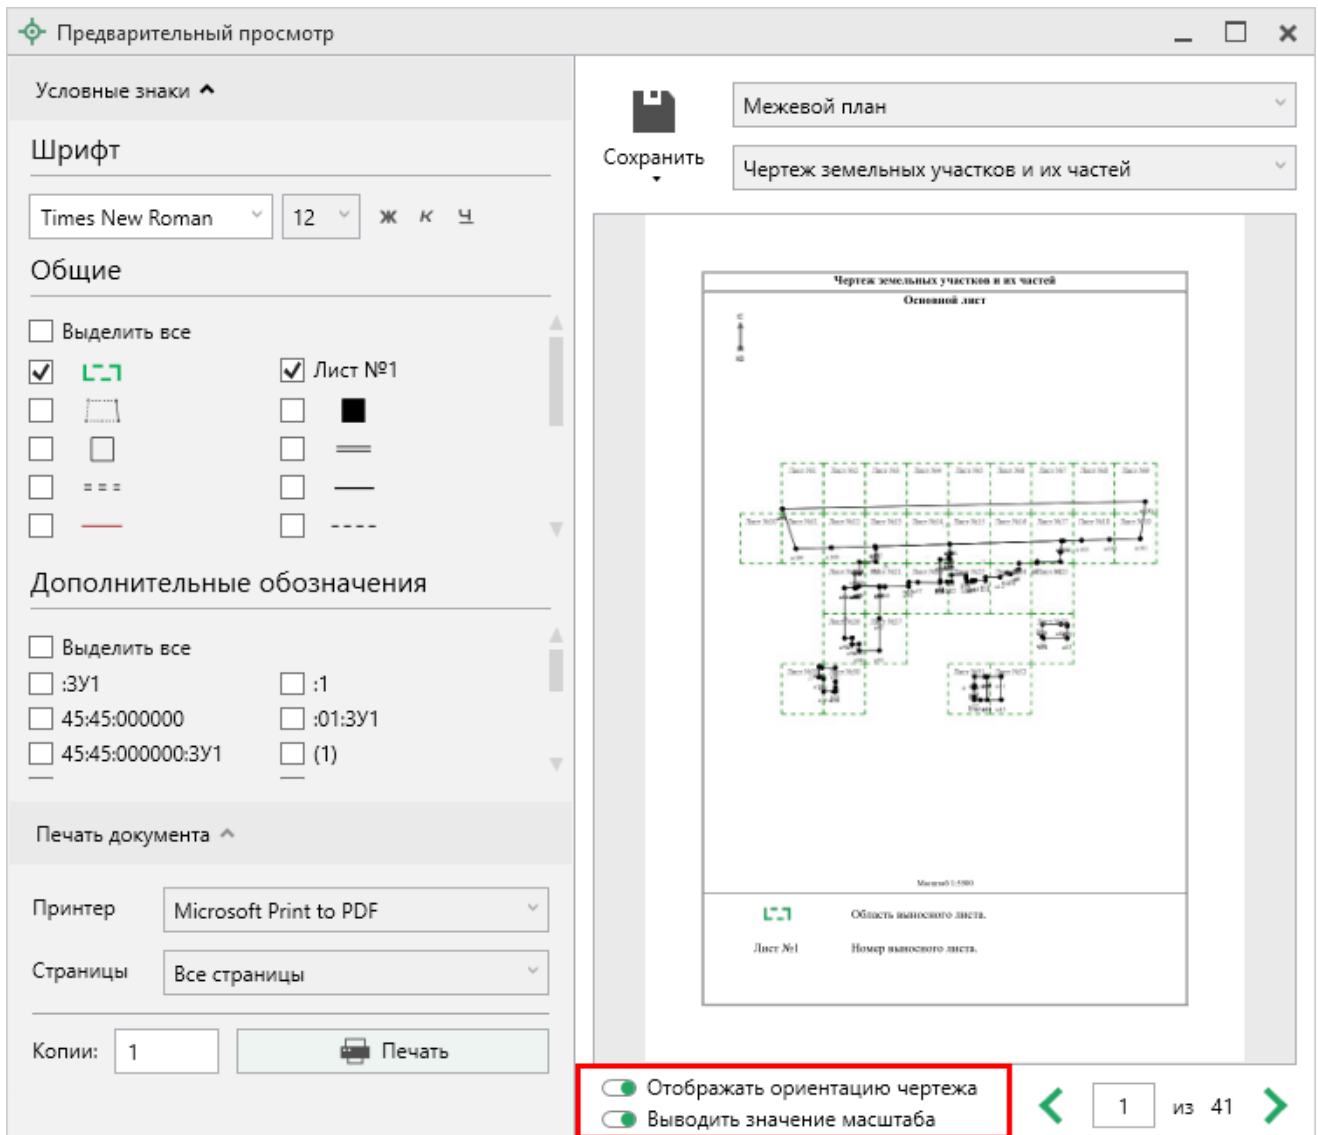 Предварительный просмотр
Условные знаки
Шрифт
Times New Roman
12
Ж К Ч
Общие
Выделить все
Лист №1
Дополнительные обозначения
Выделить все
:ЗУ1
:1
45:45:000000
:01:ЗУ1
45:45:000000:ЗУ1
(1)
Печать документа
Принтер
Microsoft Print to PDF
Страницы
Все страницы
Копии:
1
Печать
Сохранить
Межевой план
Чертеж земельных участков и их частей
Чертеж земельных участков и их частей
Основной лист
С
Ю
Масштаб 1:5900
Область выносного листа.
Лист №1
Номер выносного листа.
Отображать ориентацию чертежа
Выводить значение масштаба
1 из 41